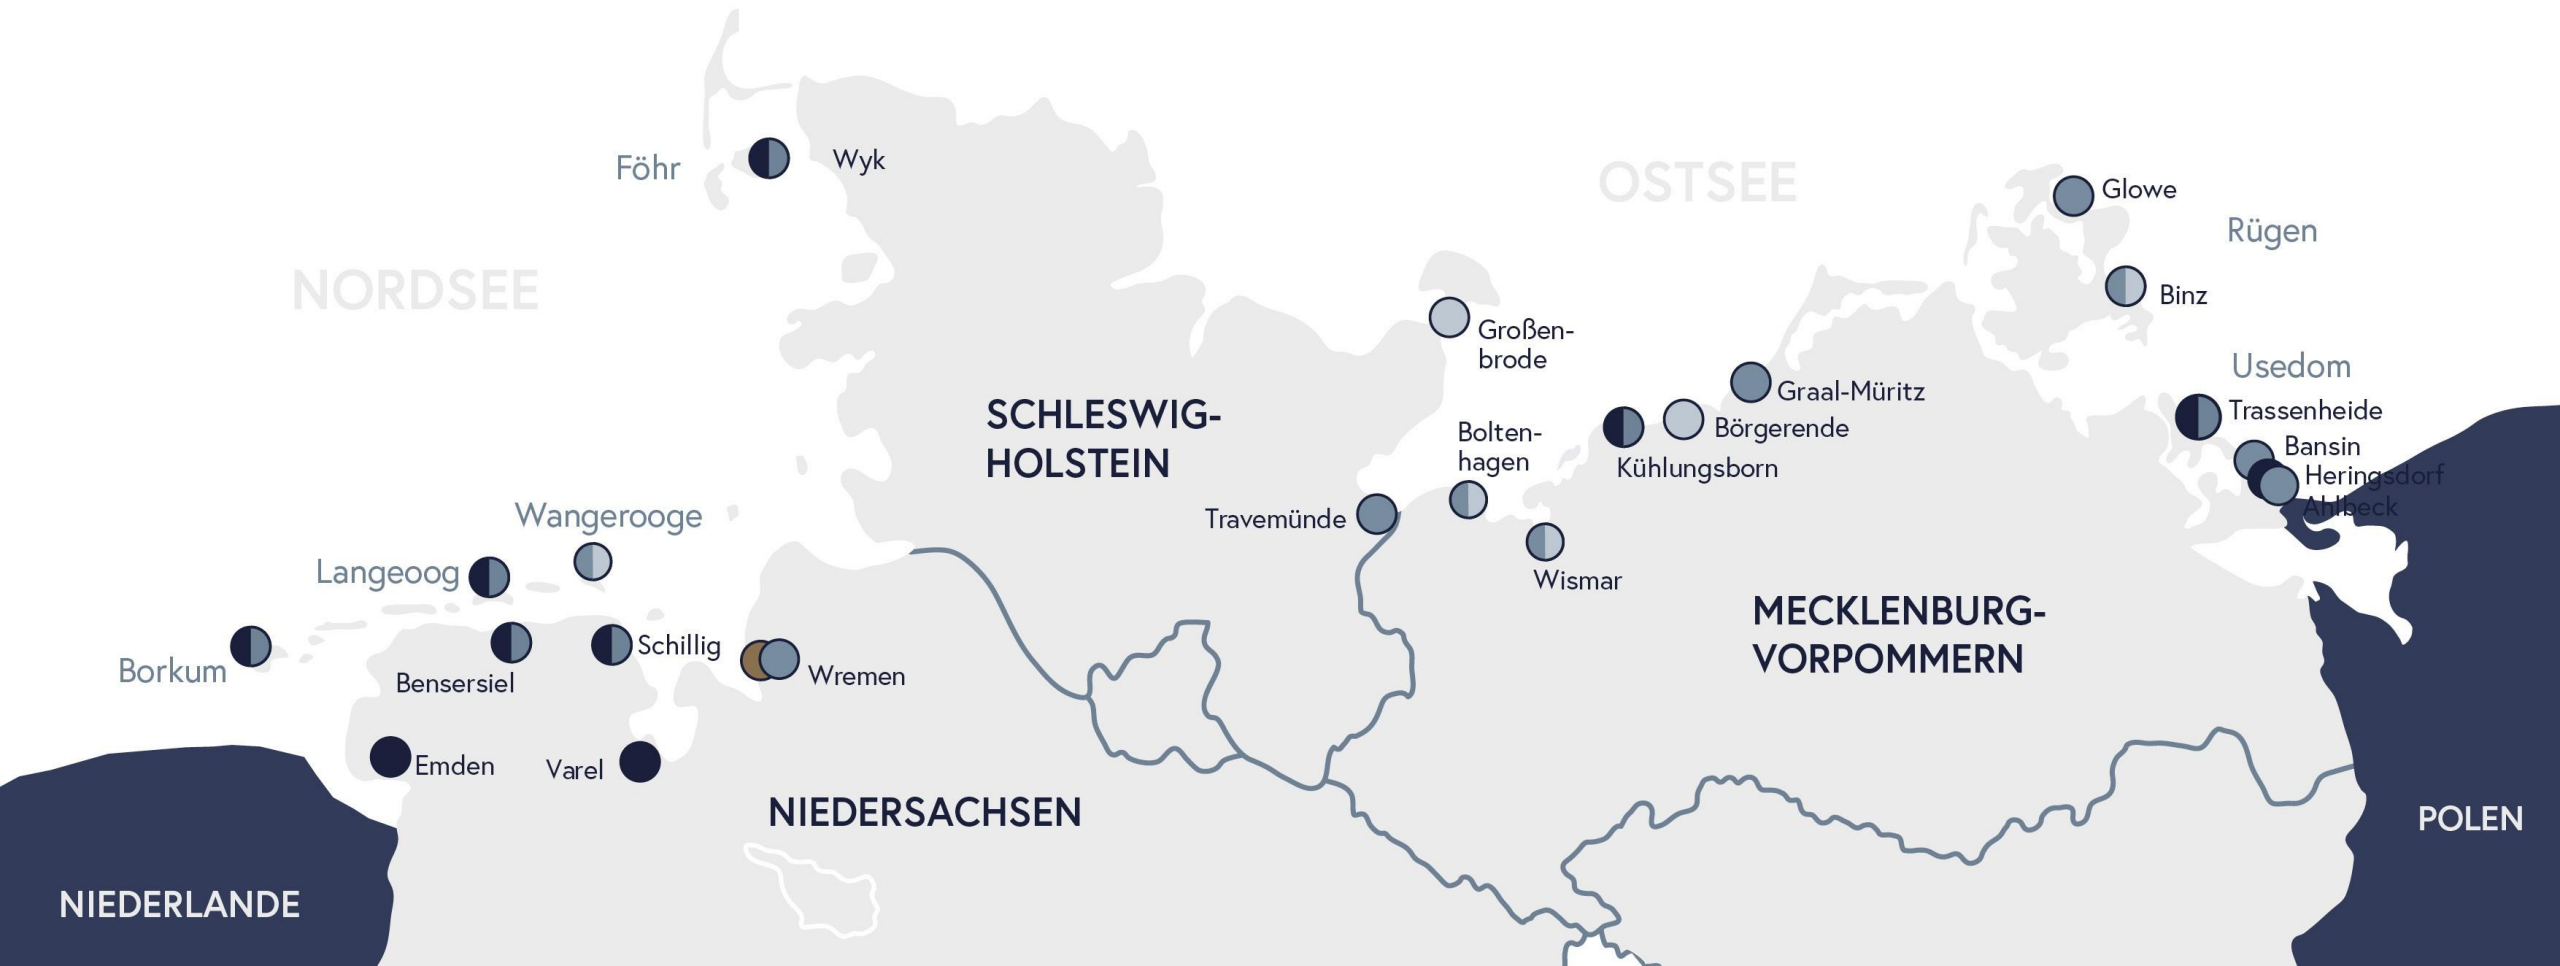 Föhr
Wyk
OSTSEE
Glowe
Rügen
NORDSEE
Binz
Großen-
brode
Usedom
Graal-Müritz
Trassenheide
SCHLESWIG-
HOLSTEIN
Börgerende
Bolten-
hagen
Kühlungsborn
Bansin
Heringsdorf
Ahlbeck
Wangerooge
Travemünde
Langeoog
Wismar
MECKLENBURG-
VORPOMMERN
Schillig
Borkum
Bensersiel
Wremen
Emden
Varel
NIEDERSACHSEN
POLEN
NIEDERLANDE